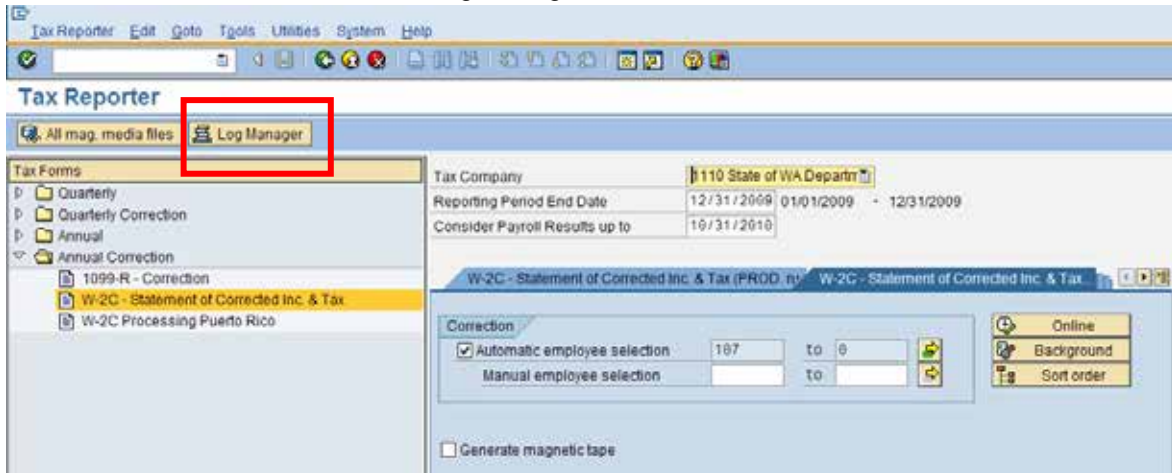 Tax Reporter Edit Goto Tools Utilities System Help
Tax Reporter
All mag. media files Log Manager
Tax Forms
Quarterly
Quarterly Correction
Annual
Annual Correction
1099-R - Correction
W-2C - Statement of Corrected Inc. & Tax
W-2C Processing Puerto Rico
Tax Company 1110 State of WA Departm
Reporting Period End Date 12/31/2009 01/01/2009 - 12/31/2009
Consider Payroll Results up to 10/31/2010
W-2C - Statement of Corrected Inc. & Tax (PROD. W-2C - Statement of Corrected Inc. & Tax
Correction
Automatic employee selection 107 to 0
Manual employee selection to
Online
Background
Sort order
Generate magnetic tape